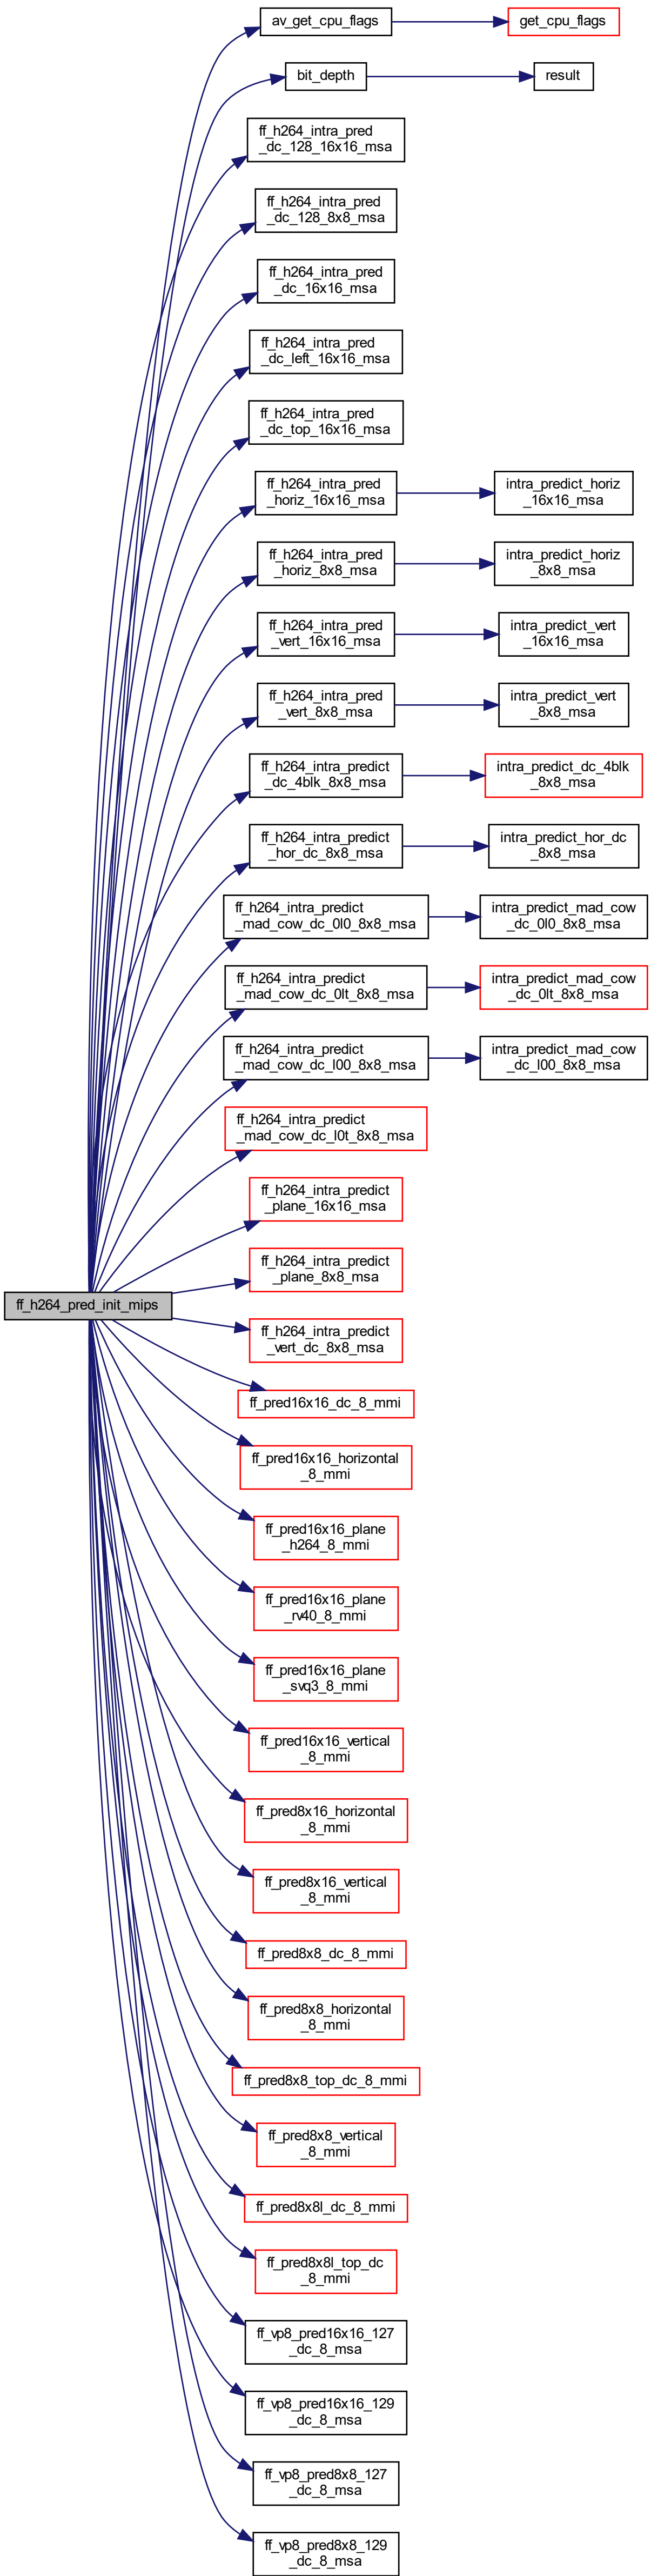 av_get_cpu_flags
get_cpu_flags
bit_depth
result
ff_h264_intra_pred
_dc_128_16x16_msa
ff_h264_intra_pred
_dc_128_8x8_msa
ff_h264_intra_pred
_dc_16x16_msa
ff_h264_intra_pred
_dc_left_16x16_msa
ff_h264_intra_pred
_dc_top_16x16_msa
ff_h264_intra_pred
_horiz_16x16_msa
intra_predict_horiz
_16x16_msa
ff_h264_intra_pred
_horiz_8x8_msa
intra_predict_horiz
_8x8_msa
ff_h264_intra_pred
_vert_16x16_msa
intra_predict_vert
_16x16_msa
ff_h264_intra_pred
_vert_8x8_msa
intra_predict_vert
_8x8_msa
ff_h264_intra_predict
_dc_4blk_8x8_msa
intra_predict_dc_4blk
_8x8_msa
ff_h264_intra_predict
_hor_dc_8x8_msa
intra_predict_hor_dc
_8x8_msa
ff_h264_intra_predict
_mad_cow_dc_0l0_8x8_msa
intra_predict_mad_cow
_dc_0l0_8x8_msa
ff_h264_intra_predict
_mad_cow_dc_0lt_8x8_msa
intra_predict_mad_cow
_dc_0lt_8x8_msa
ff_h264_intra_predict
_mad_cow_dc_l00_8x8_msa
intra_predict_mad_cow
_dc_l00_8x8_msa
ff_h264_intra_predict
_mad_cow_dc_l0t_8x8_msa
ff_h264_intra_predict
_plane_16x16_msa
ff_h264_intra_predict
_plane_8x8_msa
ff_h264_pred_init_mips
ff_h264_intra_predict
_vert_dc_8x8_msa
ff_pred16x16_dc_8_mmi
ff_pred16x16_horizontal
_8_mmi
ff_pred16x16_plane
_h264_8_mmi
ff_pred16x16_plane
_rv40_8_mmi
ff_pred16x16_plane
_svq3_8_mmi
ff_pred16x16_vertical
_8_mmi
ff_pred8x16_horizontal
_8_mmi
ff_pred8x16_vertical
_8_mmi
ff_pred8x8_dc_8_mmi
ff_pred8x8_horizontal
_8_mmi
ff_pred8x8_top_dc_8_mmi
ff_pred8x8_vertical
_8_mmi
ff_pred8x8l_dc_8_mmi
ff_pred8x8l_top_dc
_8_mmi
ff_vp8_pred16x16_127
_dc_8_msa
ff_vp8_pred16x16_129
_dc_8_msa
ff_vp8_pred8x8_127
_dc_8_msa
ff_vp8_pred8x8_129
_dc_8_msa